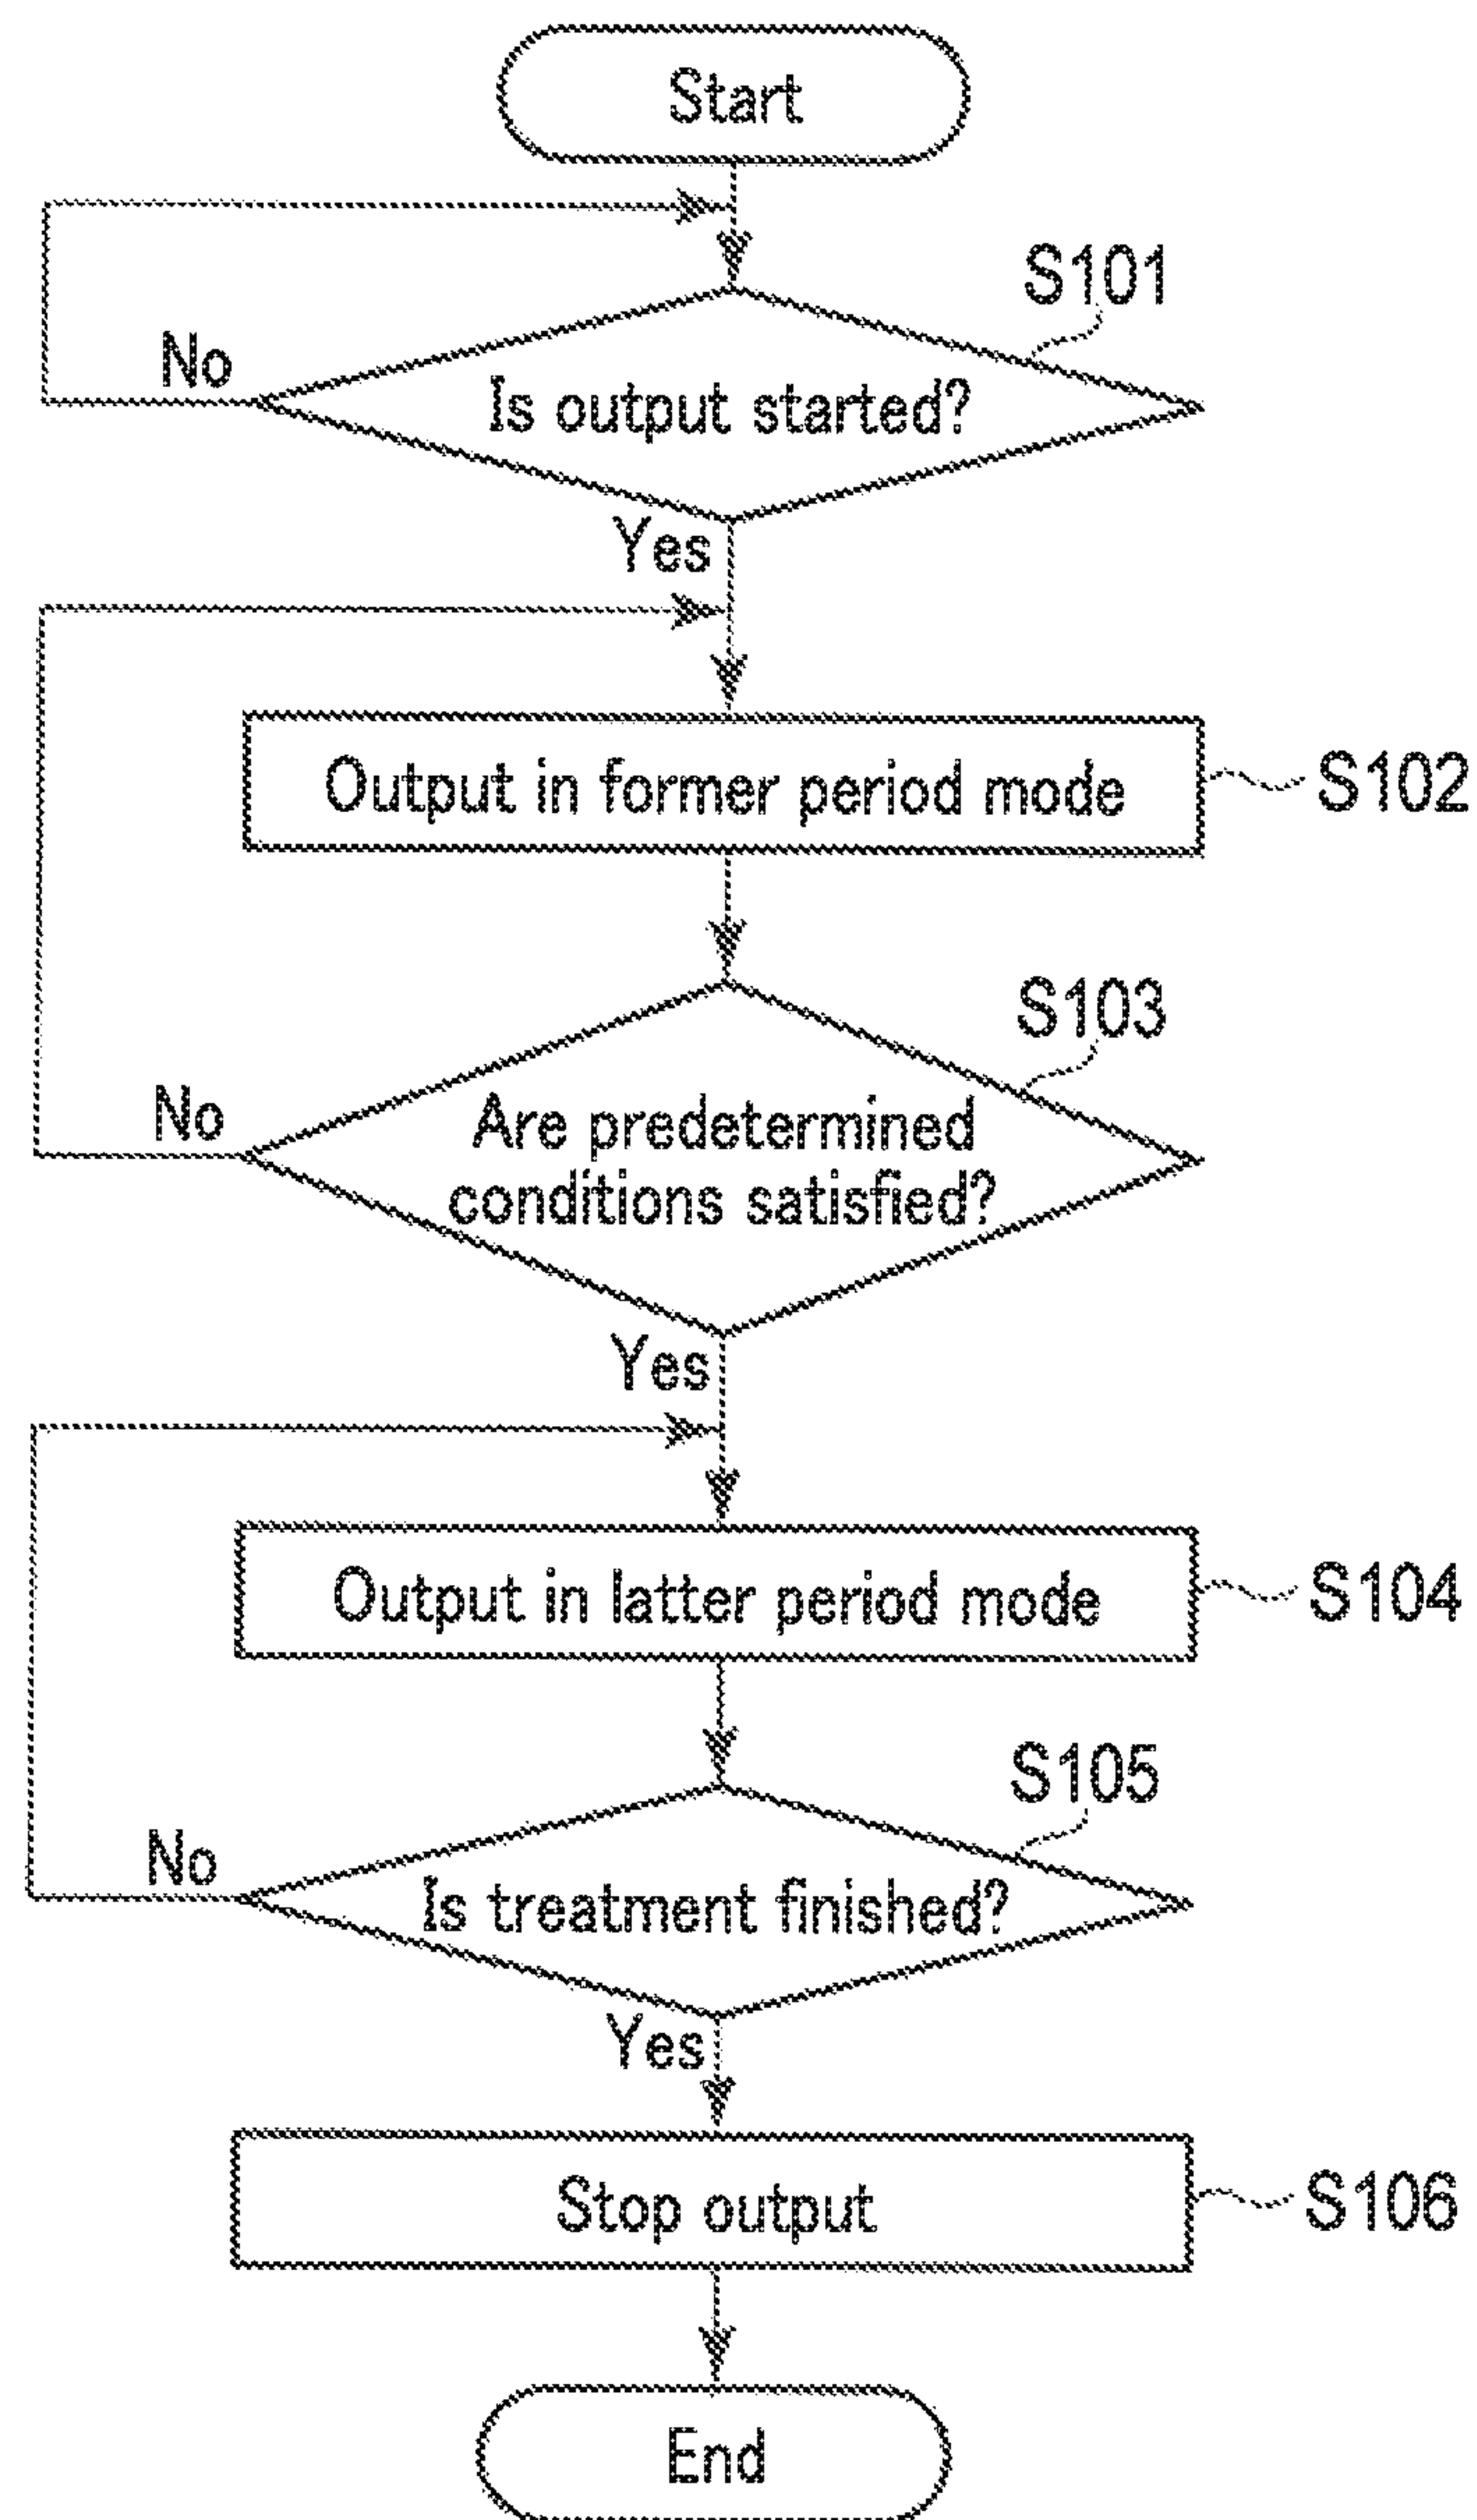 Start
S101
No
Is output started?
Yes
Output in former period mode
S102
S103
No
Are predetermined
conditions satisfied?
Yes
Output in latter period mode
S104
S105
No
Is treatment finished?
Yes
Stop output
S106
End